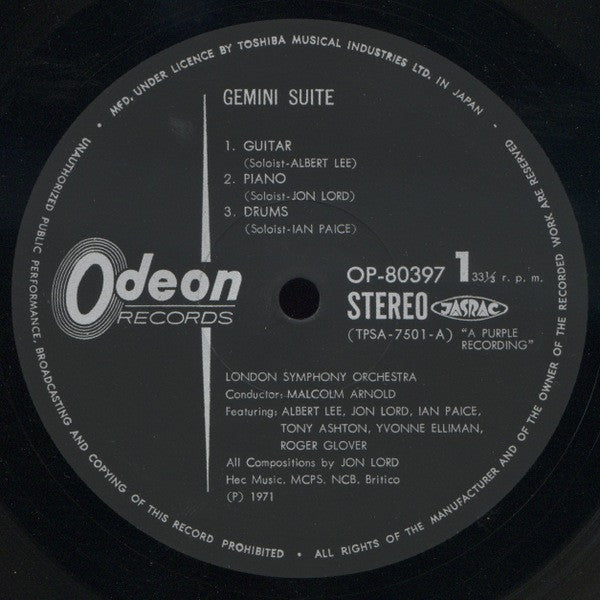 MFD. UNDER LICENCE BY TOSHIBA MUSICAL INDUSTRIES LTD. IN JAPAN •
GEMINI SUITE
1. GUITAR
(Soloist-ALBERT LEE)
2. PIANO
(Soloist-JON LORD)
3. DRUMS
(Soloist-IAN PAICE)
Odeon
RECORDS
OP-80397 1 33⅓ r. p. m.
STEREO JASRAC
(TPSA-7501-A) "A PURPLE
RECORDING"
LONDON SYMPHONY ORCHESTRA
Conductor: MALCOLM ARNOLD
Featuring: ALBERT LEE, JON LORD, IAN PAICE,
TONY ASHTON, YVONNE ELLIMAN,
ROGER GLOVER
All Compositions by JON LORD
Hec Music, MCPS, NCB, Britico
(P) 1971
• ALL RIGHTS OF THE MANUFACTURER AND OF THE OWNER OF THE RECORDED WORK ARE RESERVED
UNAUTHORIZED PUBLIC PERFORMANCE, BROADCASTING AND COPYING OF THIS RECORD PROHIBITED